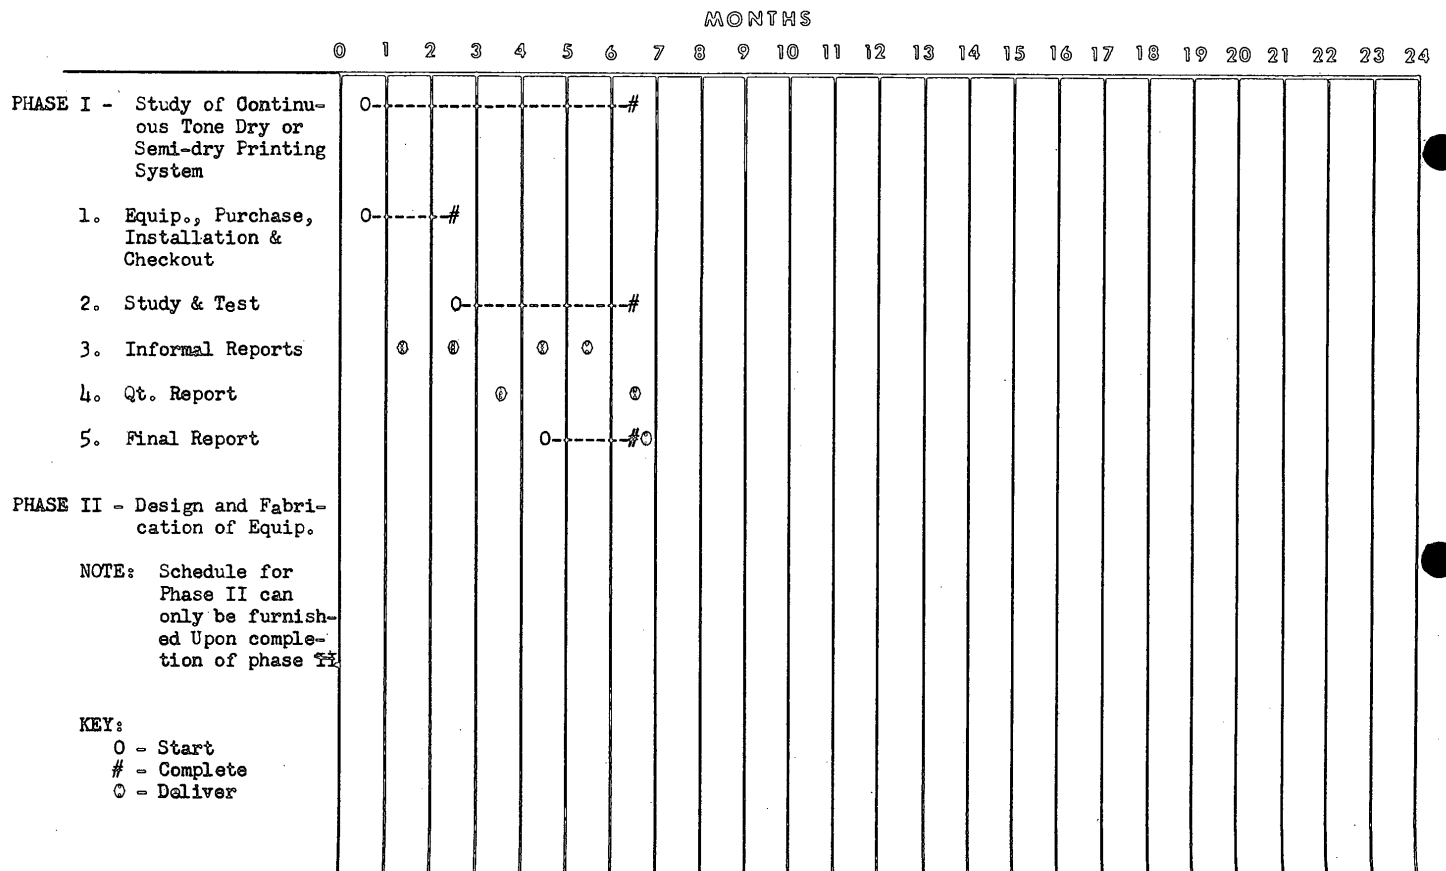 MONTHS
0 1 2 3 4 5 6 7 8 9 10 11 12 13 14 15 16 17 18 19 20 21 22 23 24
PHASE I - Study of Continu-
ous Tone Dry or
Semi-dry Printing
System
O-----------------------#
1. Equip., Purchase,
Installation &
Checkout
O-------#
2. Study & Test O---------------#
3. Informal Reports
4. Qt. Report
5. Final Report O-------#
PHASE II - Design and Fabri-
cation of Equip.
NOTE: Schedule for
Phase II can
only be furnish-
ed Upon comple-
tion of phase
KEY:
O - Start
# - Complete
O - Deliver